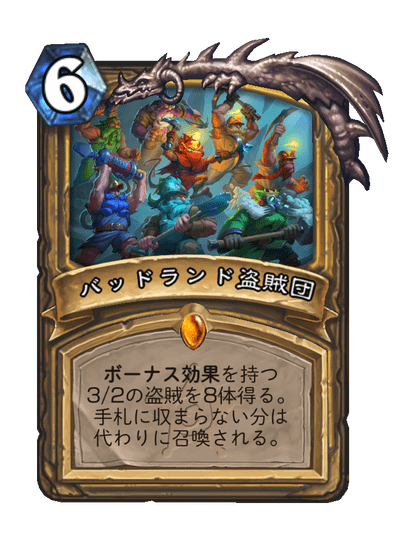 6
バッドランド盗賊団
ボーナス効果を持つ
3/2の盗賊を8体得る。
手札に収まらない分は
代わりに召喚される。